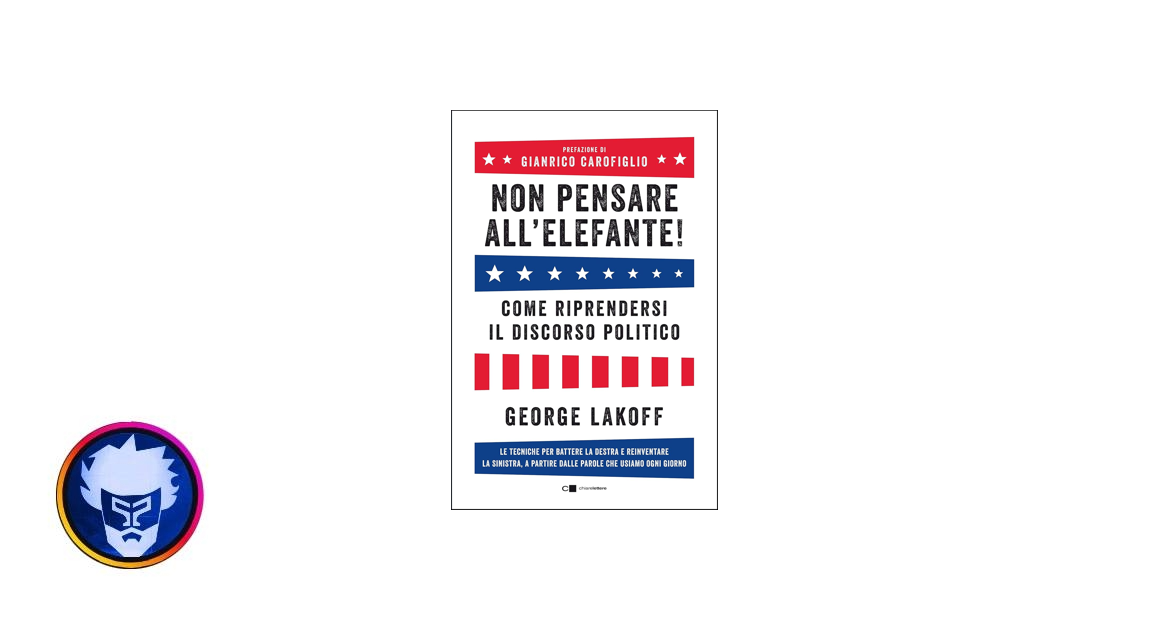 PREFAZIONE DI
GIANRICO CAROFIGLIO
NON PENSARE
ALL'ELEFANTE!
COME RIPRENDERSI
IL DISCORSO POLITICO
GEORGE LAKOFF
LE TECNICHE PER BATTERE LA DESTRA E REINVENTARE
LA SINISTRA, A PARTIRE DALLE PAROLE CHE USIAMO OGNI GIORNO
chiarelettere